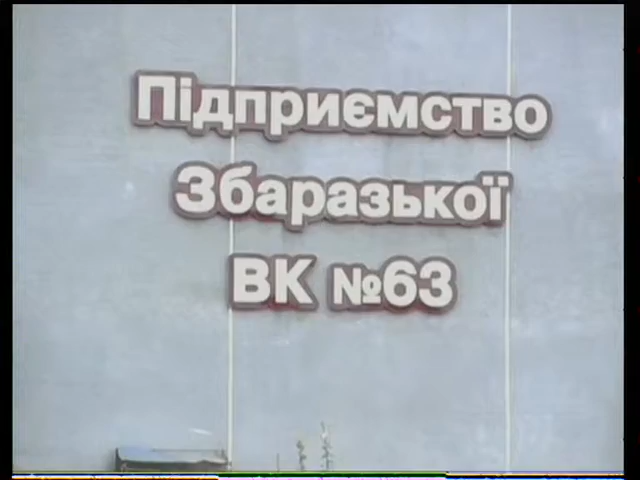 Підприємство
Збаразької
ВК №63